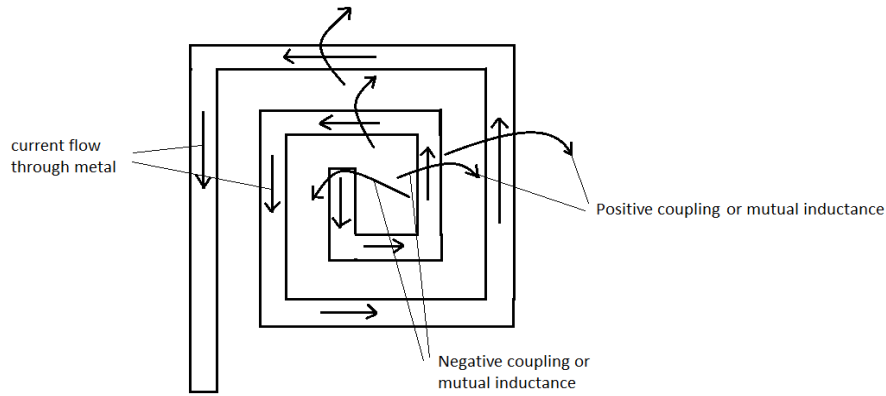 current flow
through metal
Positive coupling or mutual inductance
Negative coupling or
mutual inductance